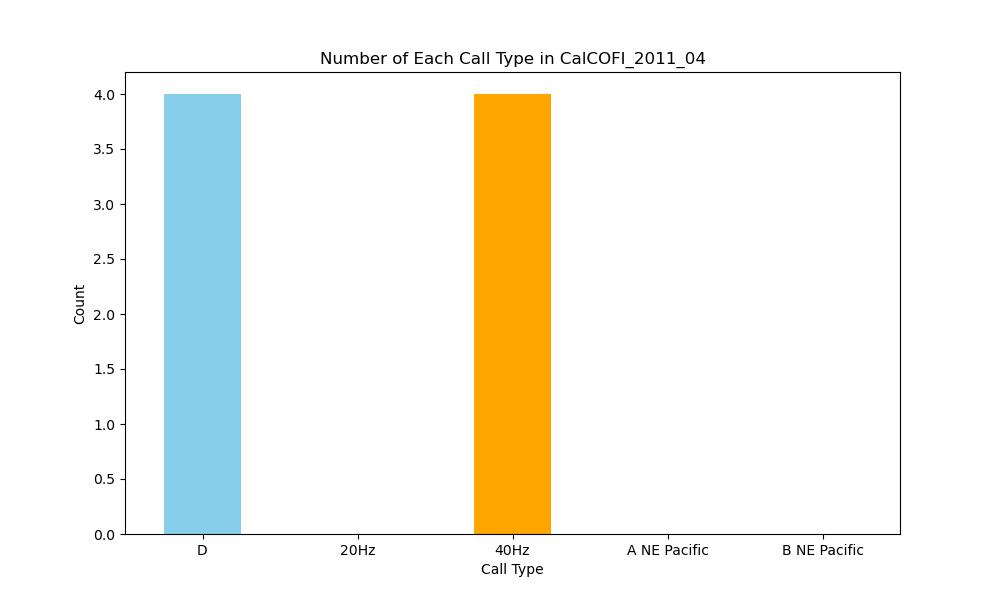 Number of Each Call Type in CalCOFI_2011_04
4.0
3.5
3.0
2.5
2.0
1.5
1.0
0.5
0.0
Count
D 20Hz 40Hz A NE Pacific B NE Pacific
Call Type